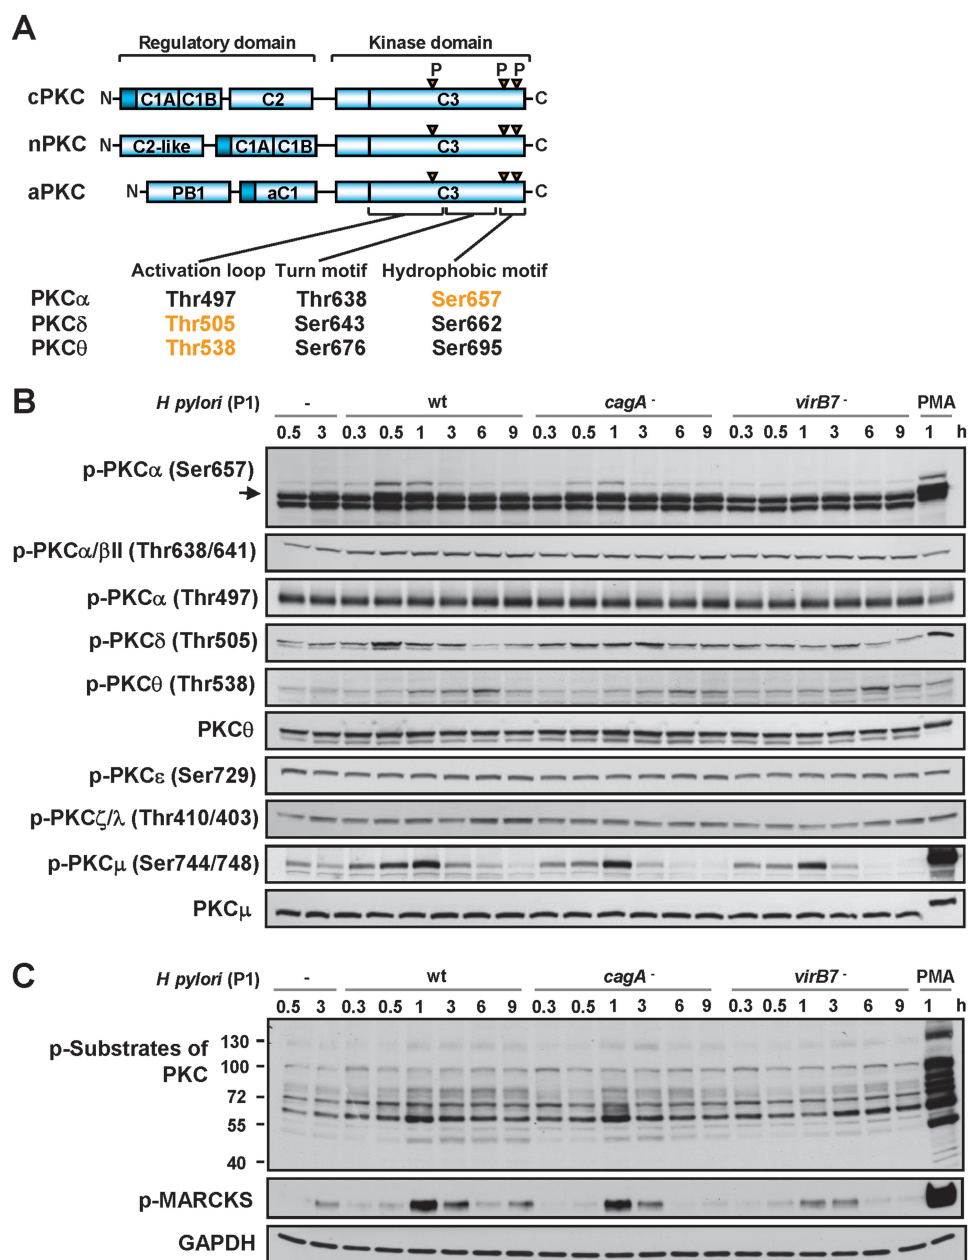 A
Regulatory domain Kinase domain
P P P
cPKC N C1A C1B C2 C3 C
nPKC N C2-like C1A C1B C3 C
aPKC N PB1 aC1 C3 C
Activation loop Turn motif Hydrophobic motif
PKCα Thr497 Thr638 Ser657
PKCδ Thr505 Ser643 Ser662
PKCθ Thr538 Ser676 Ser695
B
H pylori (P1) - wt cagA - virB7 - PMA
0.5 3 0.3 0.5 1 3 6 9 0.3 0.5 1 3 6 9 0.3 0.5 1 3 6 9 1 h
p-PKCα (Ser657)
p-PKCα/βII (Thr638/641)
p-PKCα (Thr497)
p-PKCδ (Thr505)
p-PKCθ (Thr538)
PKCθ
p-PKCε (Ser729)
p-PKCζ/λ (Thr410/403)
p-PKCμ (Ser744/748)
PKCμ
C
H pylori (P1) - wt cagA - virB7 - PMA
0.5 3 0.3 0.5 1 3 6 9 0.3 0.5 1 3 6 9 0.3 0.5 1 3 6 9 1 h
p-Substrates of
PKC
130
100
72
55
40
p-MARCKS
GAPDH